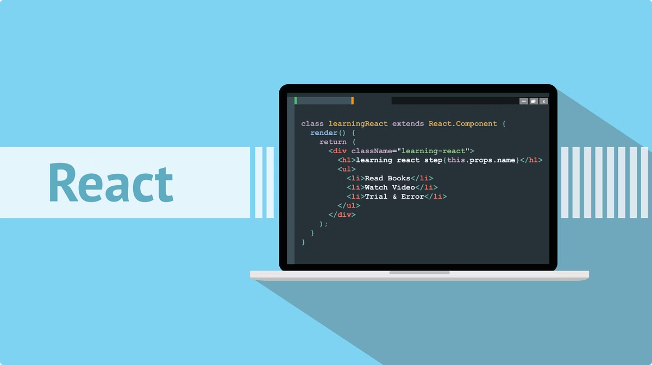 React
class learningReact extends React.Component {
render() {
return (
<div className="learning-react">
<h1>learning react step{this.props.name}</h1>
<ul>
<li>Read Books</li>
<li>Watch Video</li>
<li>Trial & Error</li>
</ul>
</div>
);
}
}